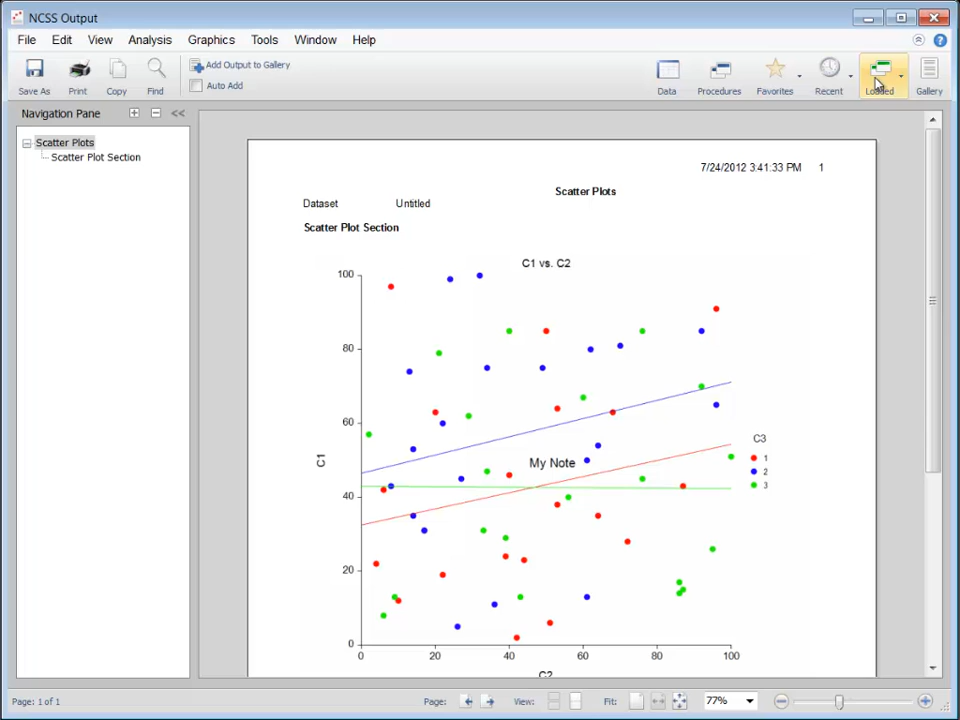 NCSS Output
File Edit View Analysis Graphics Tools Window Help
Save As Print Copy Find Add Output to Gallery Auto Add Data Procedures Favorites Recent Loaded Gallery
Navigation Pane
Scatter Plots
Scatter Plot Section
7/24/2012 3:41:33 PM 1
Scatter Plots
Dataset Untitled
Scatter Plot Section
C1 vs. C2
100
80
60
40
20
0
C1
My Note
C3
1
2
3
0 20 40 60 80 100
C2
Page: 1 of 1 Page: View: Fit: 77%